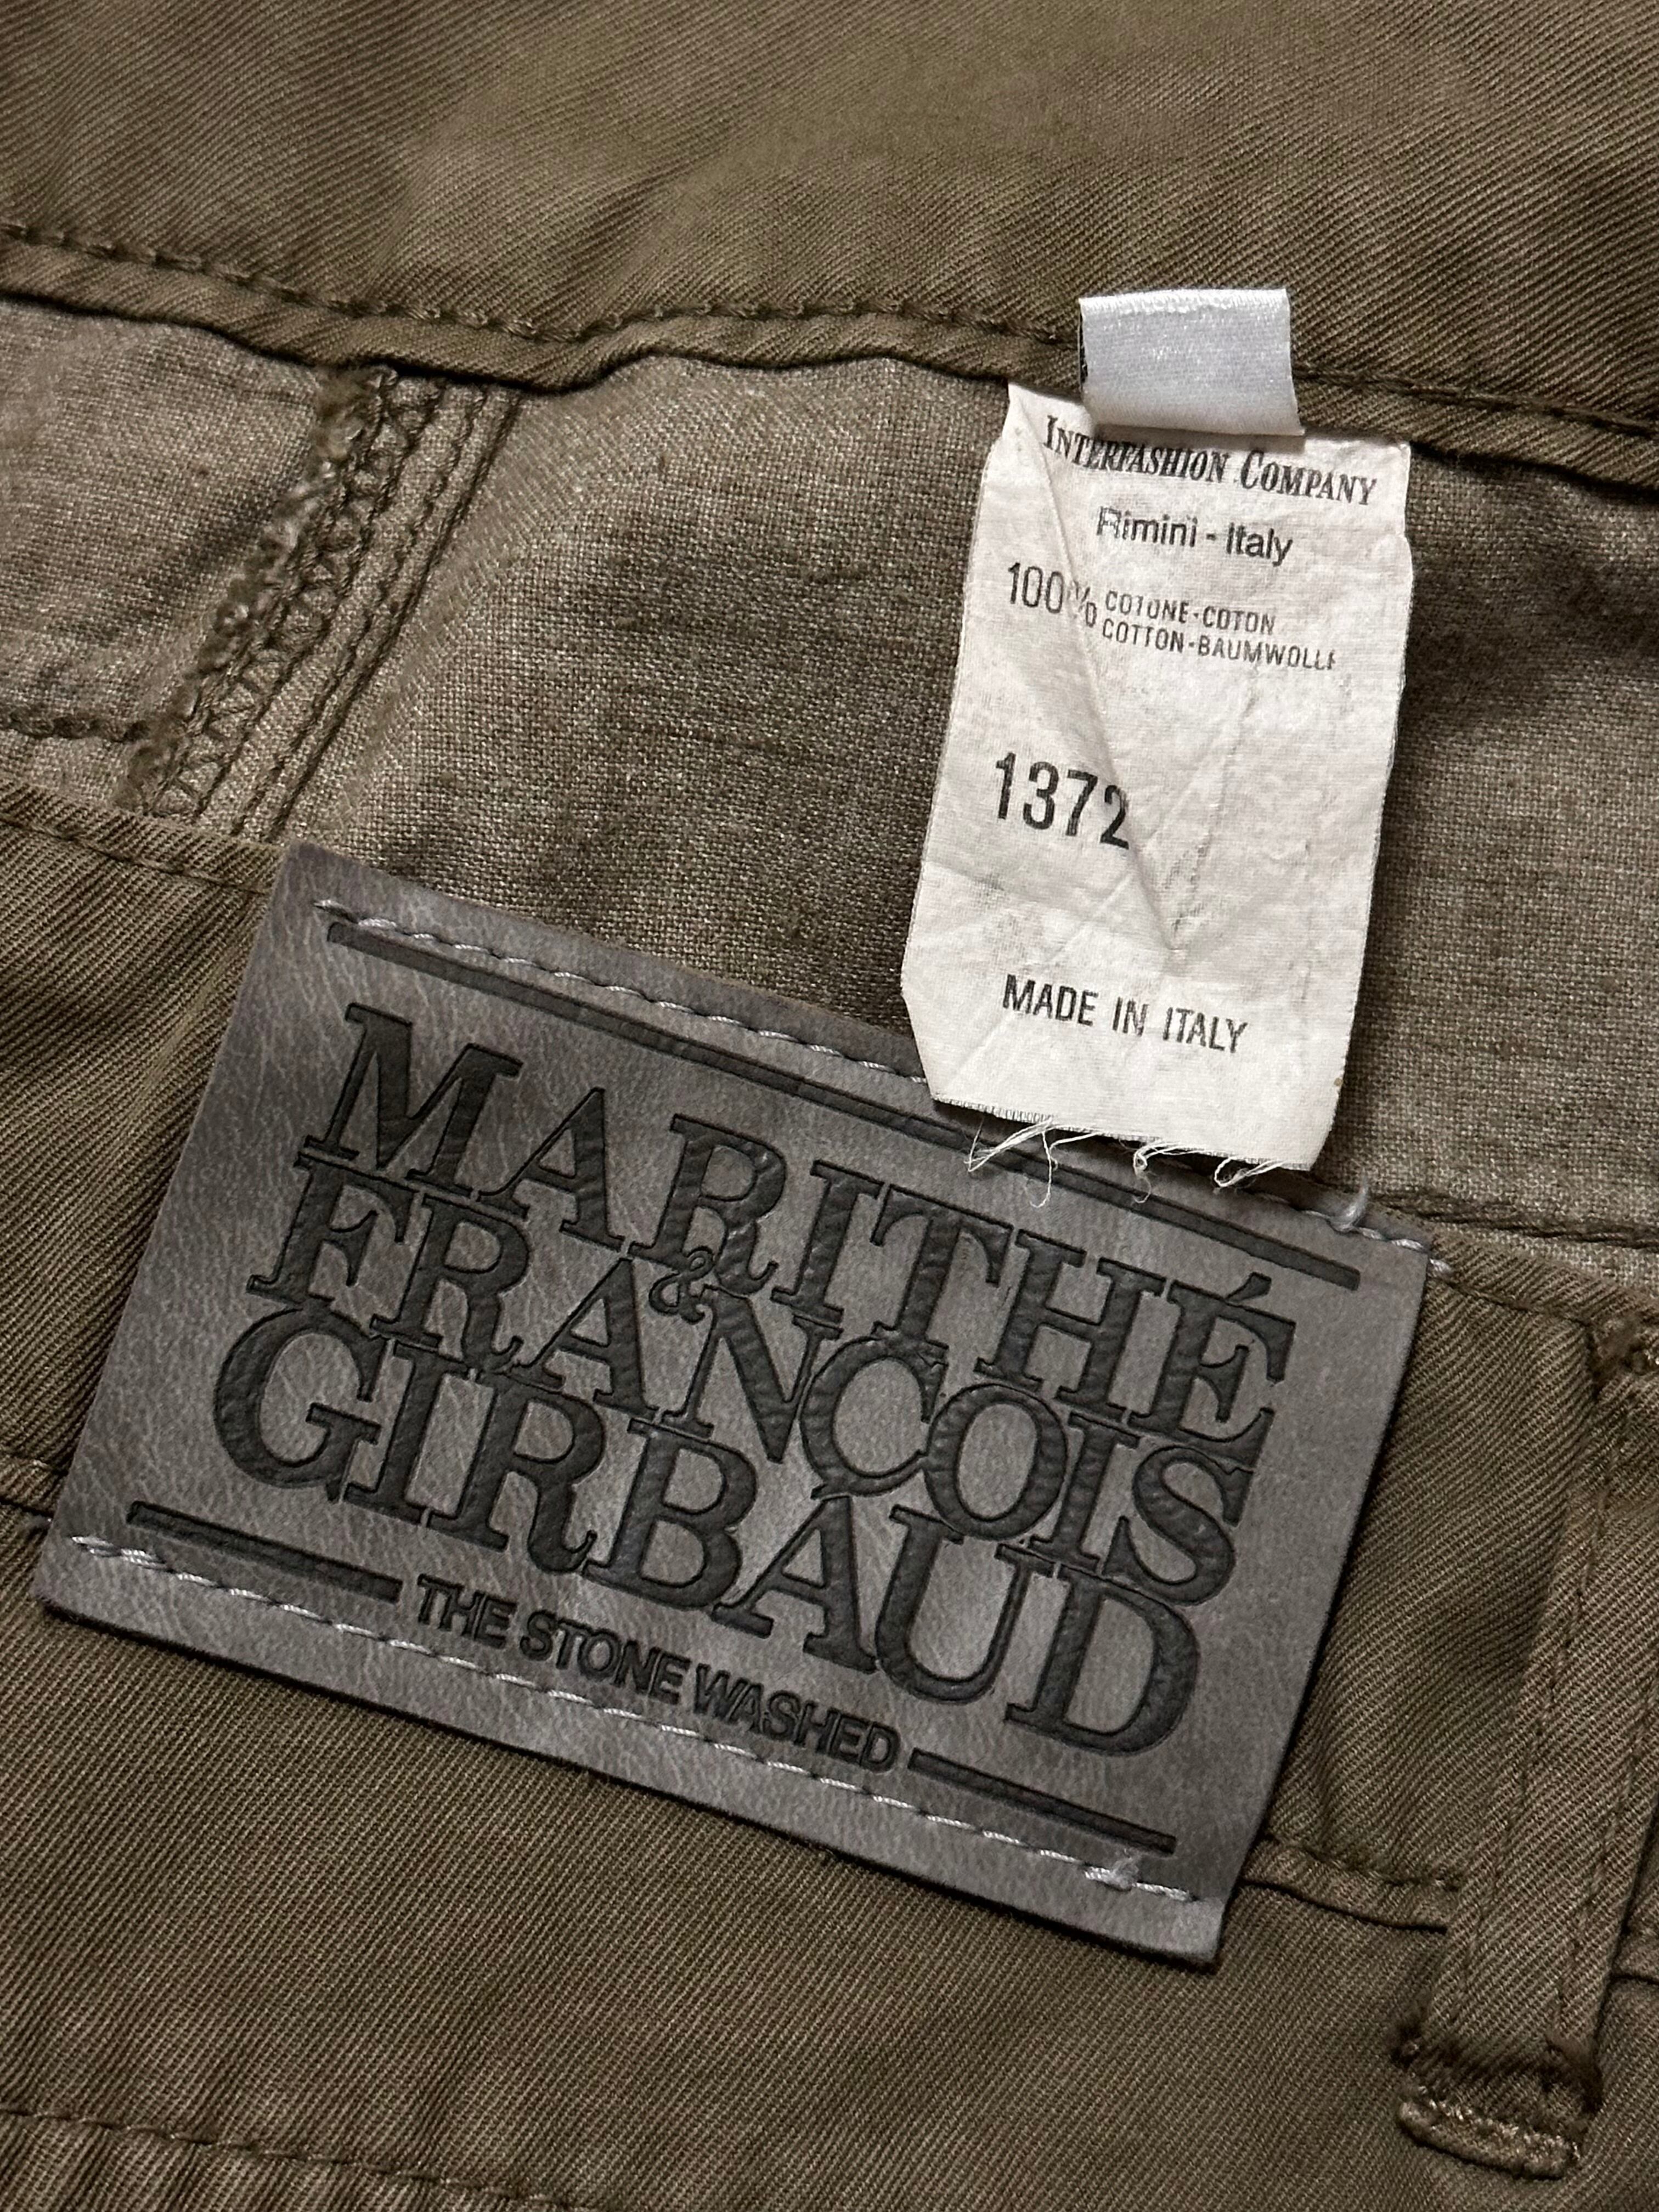 INTERFASHION COMPANY
Rimini - Italy
100% COTONE-COTON
COTTON-BAUMWOLLE
1372
MADE IN ITALY
MARITHÉ
&
FRANÇOIS
GIRBAUD
THE STONE WASHED